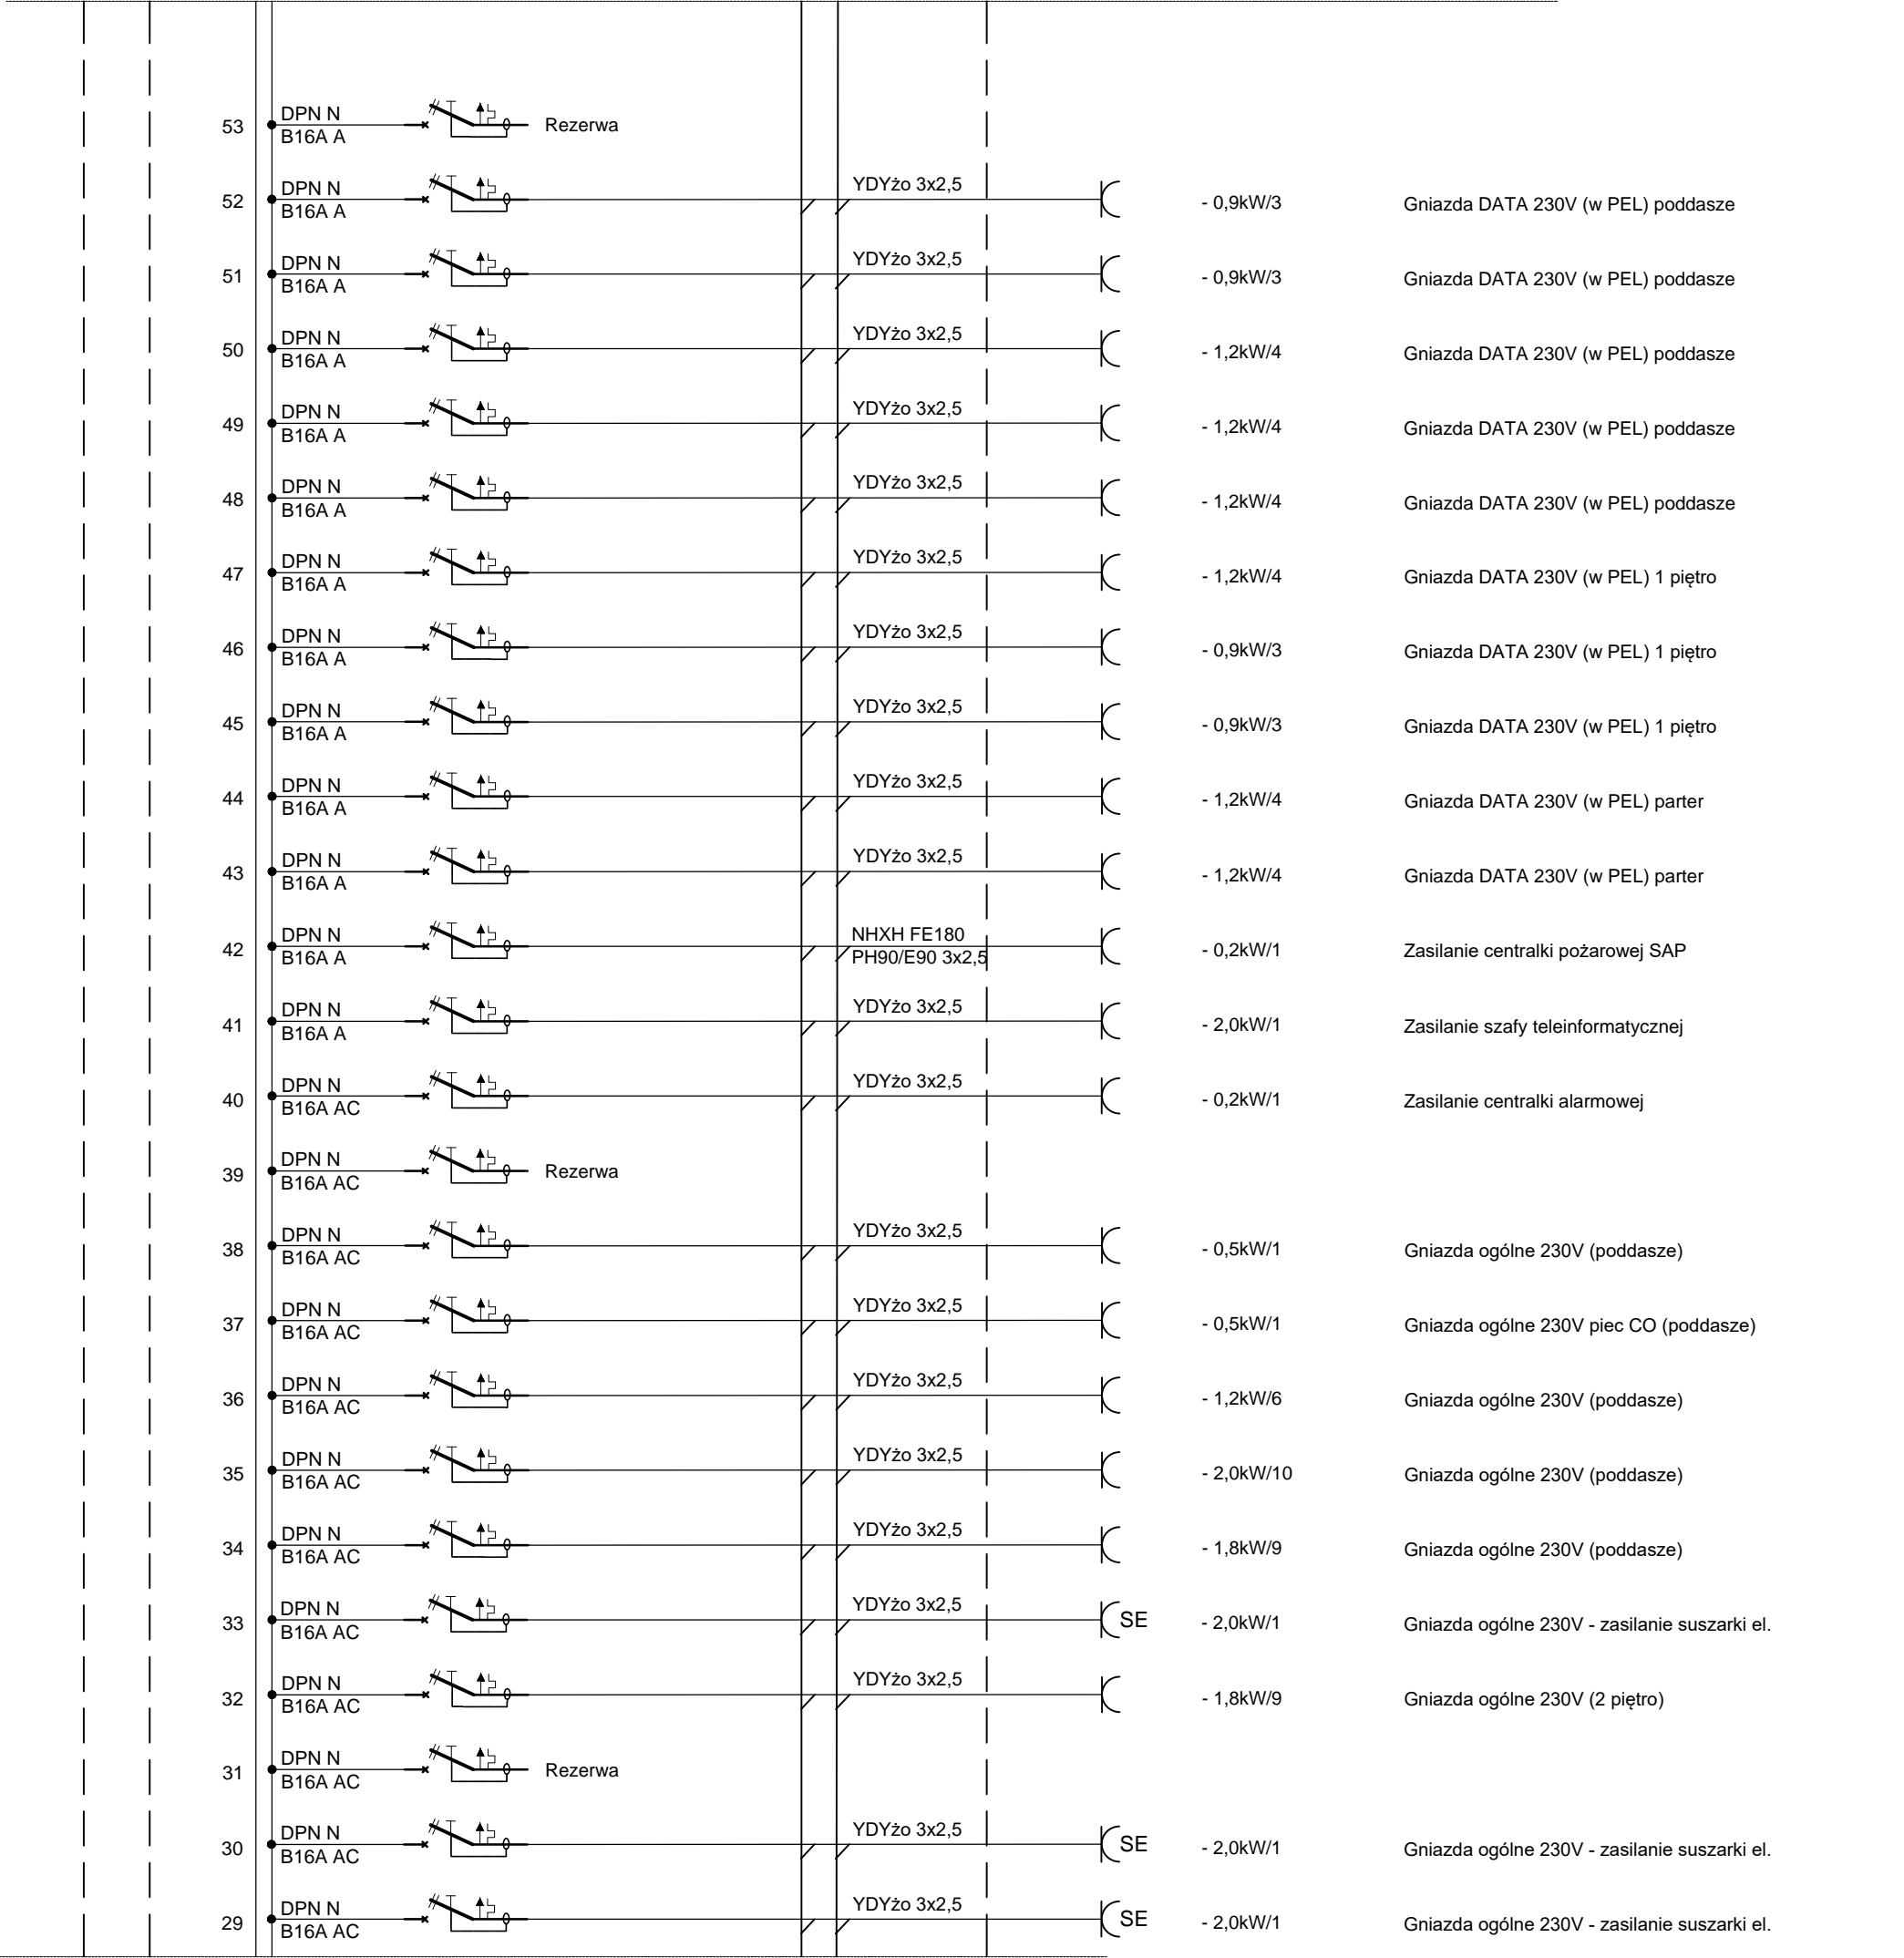 53 DPN N Rezerwa
B16A A
52 DPN N YDYżo 3x2,5 - 0,9kW/3 Gniazda DATA 230V (w PEL) poddasze
B16A A
51 DPN N YDYżo 3x2,5 - 0,9kW/3 Gniazda DATA 230V (w PEL) poddasze
B16A A
50 DPN N YDYżo 3x2,5 - 1,2kW/4 Gniazda DATA 230V (w PEL) poddasze
B16A A
49 DPN N YDYżo 3x2,5 - 1,2kW/4 Gniazda DATA 230V (w PEL) poddasze
B16A A
48 DPN N YDYżo 3x2,5 - 1,2kW/4 Gniazda DATA 230V (w PEL) poddasze
B16A A
47 DPN N YDYżo 3x2,5 - 1,2kW/4 Gniazda DATA 230V (w PEL) 1 piętro
B16A A
46 DPN N YDYżo 3x2,5 - 0,9kW/3 Gniazda DATA 230V (w PEL) 1 piętro
B16A A
45 DPN N YDYżo 3x2,5 - 0,9kW/3 Gniazda DATA 230V (w PEL) 1 piętro
B16A A
44 DPN N YDYżo 3x2,5 - 1,2kW/4 Gniazda DATA 230V (w PEL) parter
B16A A
43 DPN N YDYżo 3x2,5 - 1,2kW/4 Gniazda DATA 230V (w PEL) parter
B16A A
42 DPN N NHXH FE180 - 0,2kW/1 Zasilanie centralki pożarowej SAP
B16A A PH90/E90 3x2,5
41 DPN N YDYżo 3x2,5 - 2,0kW/1 Zasilanie szafy teleinformatycznej
B16A A
40 DPN N YDYżo 3x2,5 - 0,2kW/1 Zasilanie centralki alarmowej
B16A AC
39 DPN N Rezerwa
B16A AC
38 DPN N YDYżo 3x2,5 - 0,5kW/1 Gniazda ogólne 230V (poddasze)
B16A AC
37 DPN N YDYżo 3x2,5 - 0,5kW/1 Gniazda ogólne 230V piec CO (poddasze)
B16A AC
36 DPN N YDYżo 3x2,5 - 1,2kW/6 Gniazda ogólne 230V (poddasze)
B16A AC
35 DPN N YDYżo 3x2,5 - 2,0kW/10 Gniazda ogólne 230V (poddasze)
B16A AC
34 DPN N YDYżo 3x2,5 - 1,8kW/9 Gniazda ogólne 230V (poddasze)
B16A AC
33 DPN N YDYżo 3x2,5 SE - 2,0kW/1 Gniazda ogólne 230V - zasilanie suszarki el.
B16A AC
32 DPN N YDYżo 3x2,5 - 1,8kW/9 Gniazda ogólne 230V (2 piętro)
B16A AC
31 DPN N Rezerwa
B16A AC
30 DPN N YDYżo 3x2,5 SE - 2,0kW/1 Gniazda ogólne 230V - zasilanie suszarki el.
B16A AC
29 DPN N YDYżo 3x2,5 SE - 2,0kW/1 Gniazda ogólne 230V - zasilanie suszarki el.
B16A AC